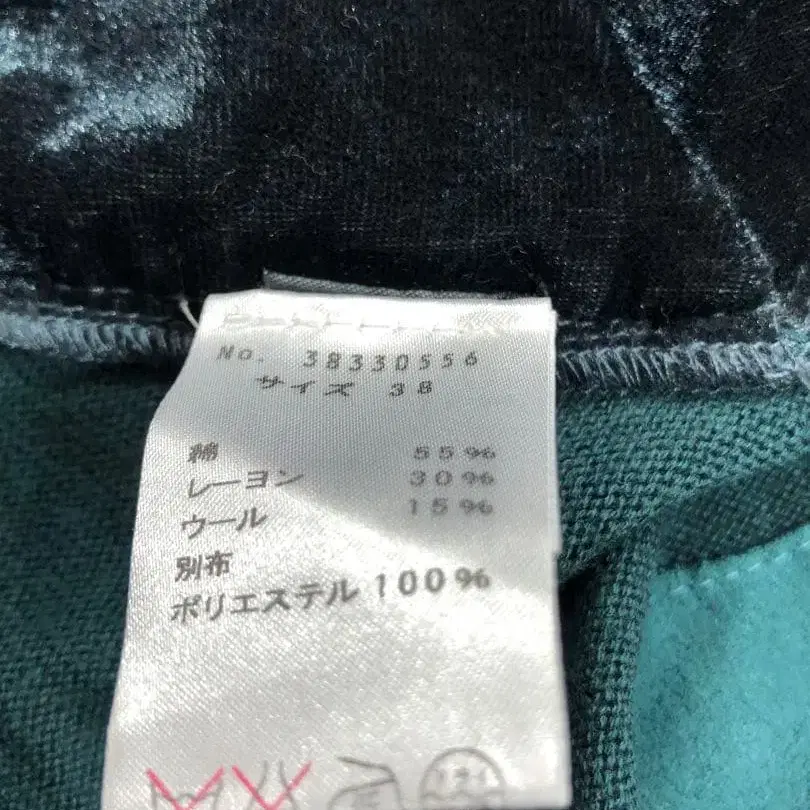 No. 38330556
サイズ 38
綿 55%
レーヨン 30%
ウール 15%
別布
ポリエステル 100%